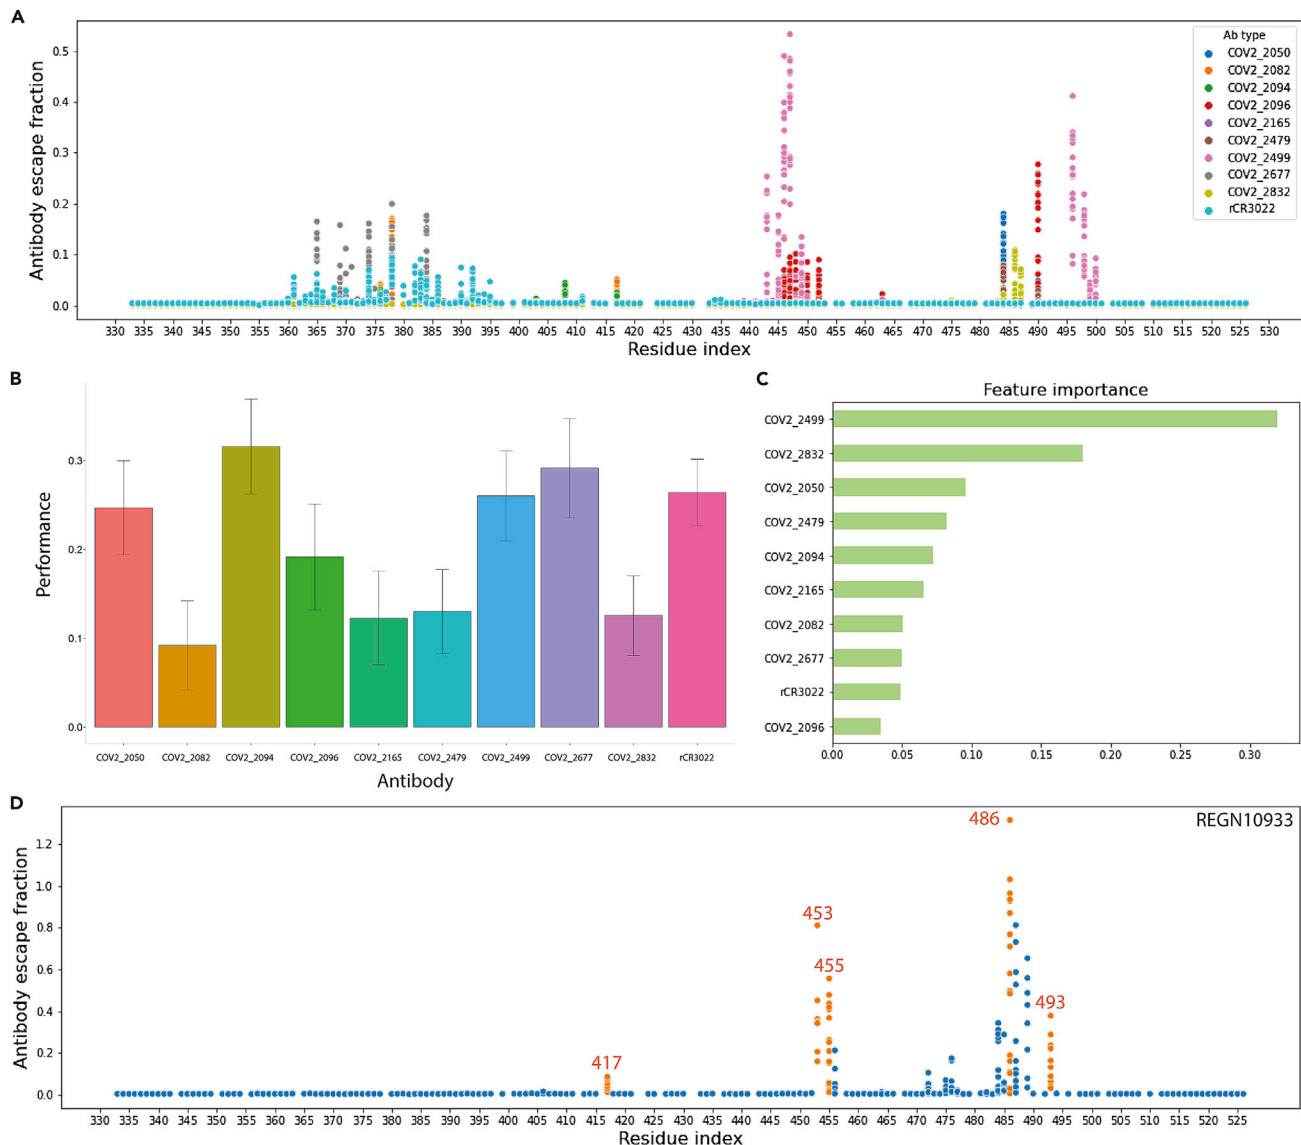 A
Antibody escape fraction
0.5
0.4
0.3
0.2
0.1
0.0
330 335 340 345 350 355 360 365 370 375 376 380 385 386 390 395 400 405 410 415 420 425 430 435 440 445 450 455 460 465 470 475 480 485 490 495 500 505 510 515 520 525 530
Residue index
Ab type
COV2_2050
COV2_2082
COV2_2094
COV2_2096
COV2_2165
COV2_2479
COV2_2499
COV2_2677
COV2_2832
rCR3022
B
Performance
0.3
0.2
0.1
0.0
COV2_2050 COV2_2082 COV2_2094 COV2_2096 COV2_2165 COV2_2479 COV2_2499 COV2_2677 COV2_2832 rCR3022
Antibody
C
Feature importance
COV2_2499
COV2_2832
COV2_2050
COV2_2479
COV2_2094
COV2_2165
COV2_2082
COV2_2677
rCR3022
COV2_2096
0.00 0.05 0.10 0.15 0.20 0.25 0.30
D
REGN10933
Antibody escape fraction
1.2
1.0
0.8
0.6
0.4
0.2
0.0
486
453
455
493
417
330 335 340 345 350 355 360 365 370 375 380 385 390 395 400 405 410 415 420 425 430 435 440 445 450 455 460 465 470 475 480 485 490 495 500 505 510 515 520 525
Residue index